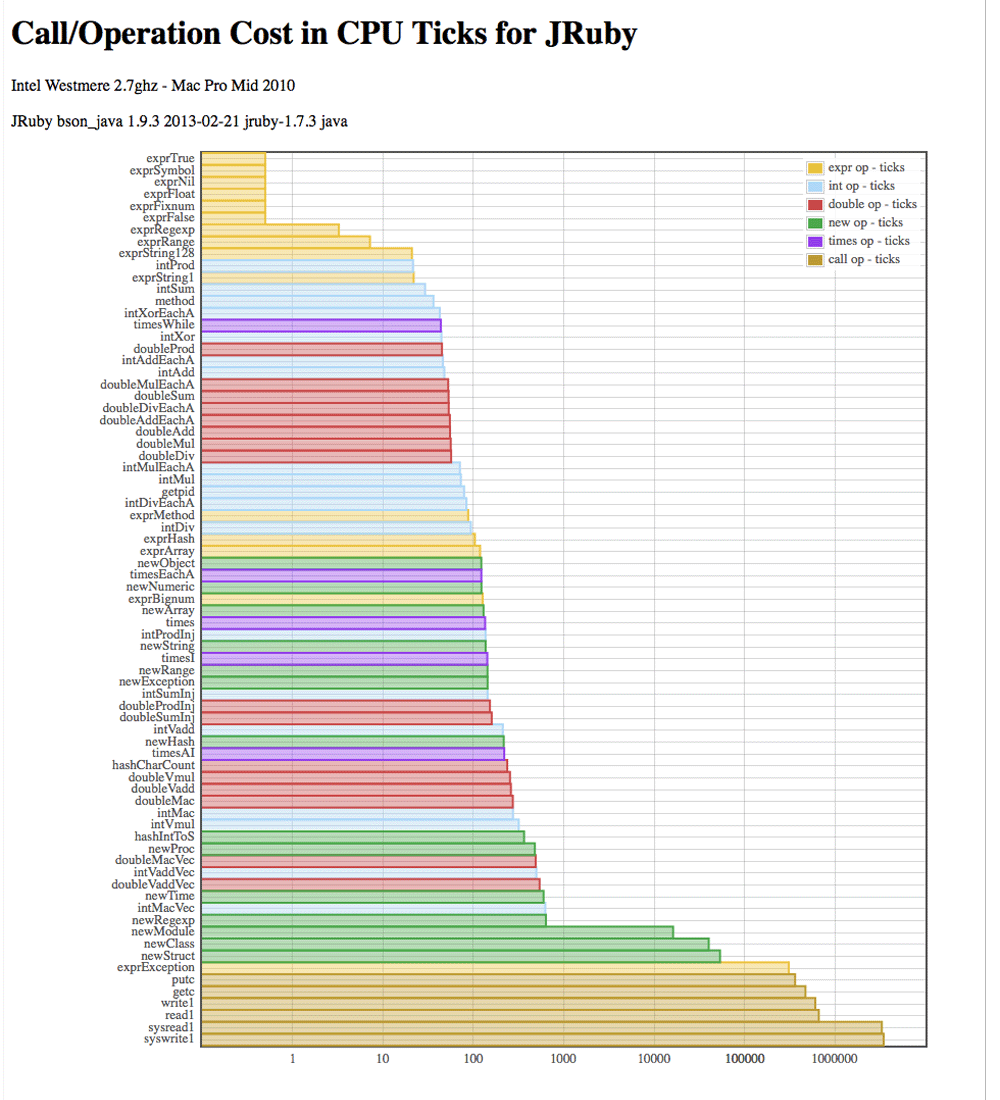 Call/Operation Cost in CPU Ticks for JRuby
Intel Westmere 2.7ghz - Mac Pro Mid 2010
JRuby bson_java 1.9.3 2013-02-21 jruby-1.7.3 java
expr op - ticks
int op - ticks
double op - ticks
new op - ticks
times op - ticks
call op - ticks
exprTrue
exprSymbol
exprNil
exprFloat
exprFixnum
exprFalse
exprRegexp
exprRange
exprString128
intProd
exprString1
intSum
method
intXorEachA
timesWhile
intXor
doubleProd
intAddEachA
intAdd
doubleMulEachA
doubleSum
doubleDivEachA
doubleAddEachA
doubleAdd
doubleMul
doubleDiv
intMulEachA
intMul
getpid
intDivEachA
exprMethod
intDiv
exprHash
exprArray
newObject
timesEachA
newNumeric
exprBignum
newArray
times
intProdInj
newString
timesI
newRange
newException
intSumInj
doubleProdInj
doubleSumInj
intVadd
newHash
timesAI
hashCharCount
doubleVmul
doubleVadd
doubleMac
intMac
intVmul
hashIntToS
newProc
doubleMacVec
intVaddVec
doubleVaddVec
newTime
intMacVec
newRegexp
newModule
newClass
newStruct
exprException
putc
getc
write1
read1
sysread1
syswrite1
1 10 100 1000 10000 100000 1000000